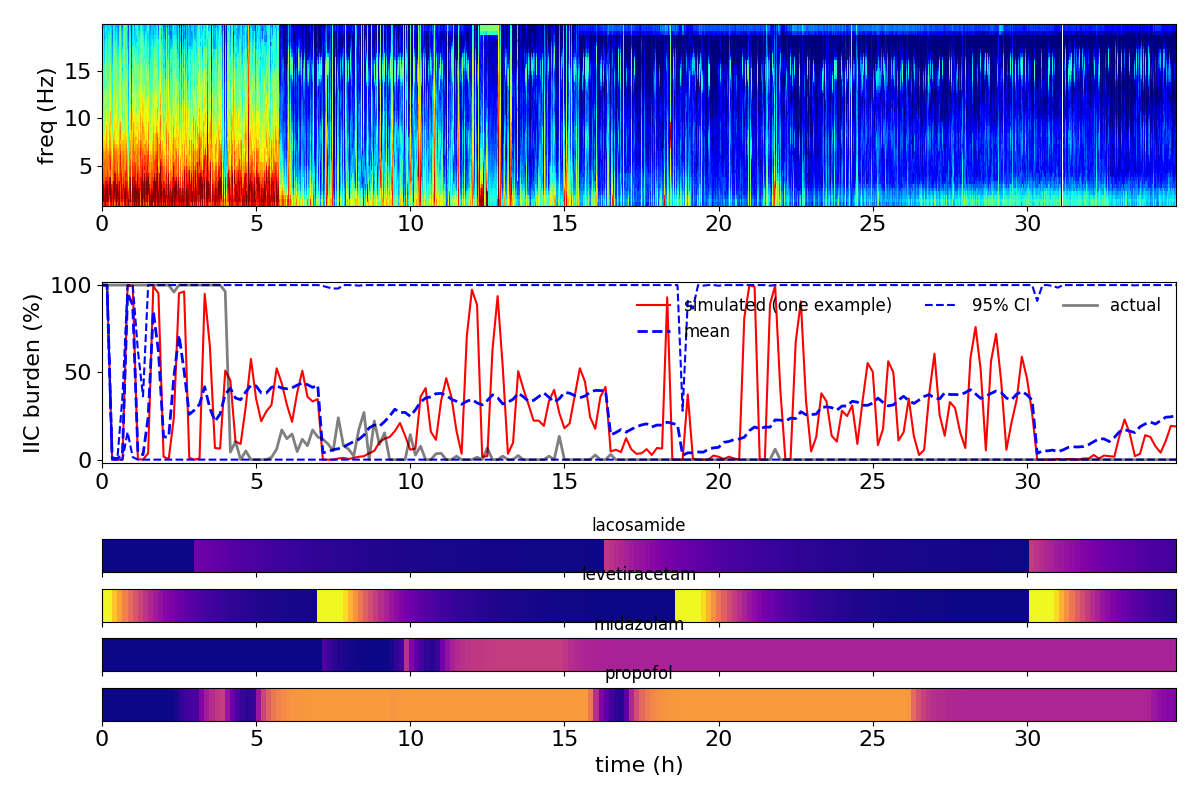 freq (Hz)
15
10
5
0 5 10 15 20 25 30
IIC burden (%)
100
50
0
simulated (one example) 95% CI actual
mean
0 5 10 15 20 25 30
lacosamide
levetiracetam
midazolam
propofol
0 5 10 15 20 25 30
time (h)